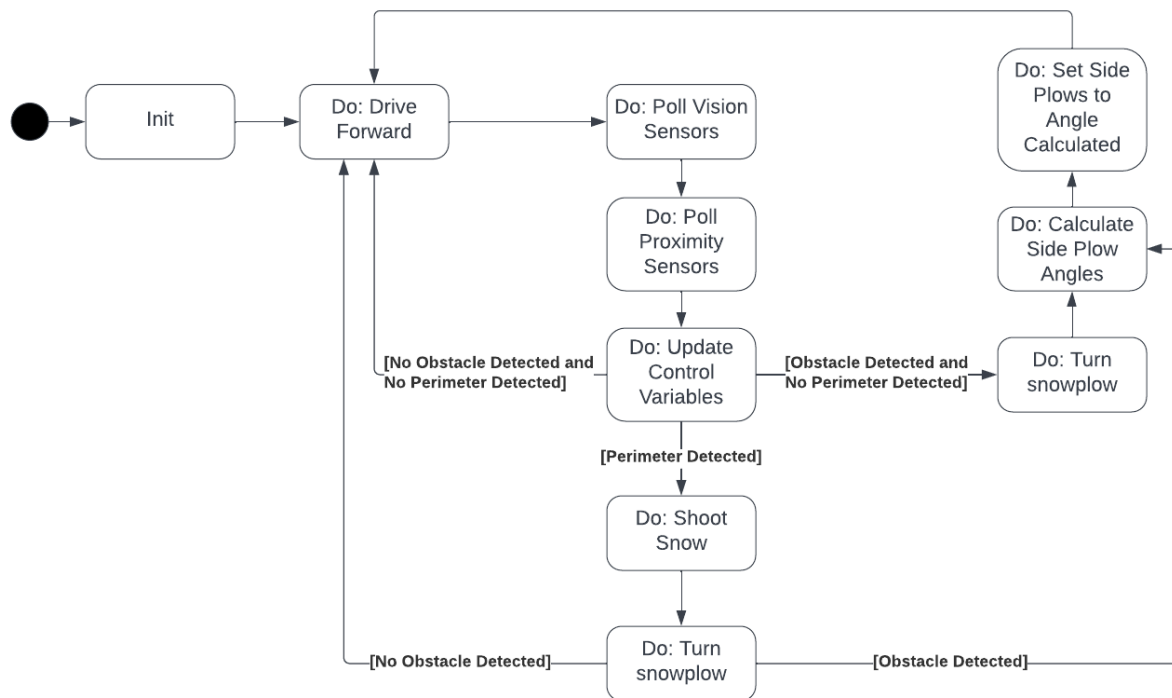 Init
Do: Drive
Forward
Do: Poll Vision
Sensors
Do: Set Side
Plows to
Angle
Calculated
Do: Poll
Proximity
Sensors
Do: Calculate
Side Plow
Angles
[No Obstacle Detected and
No Perimeter Detected]
Do: Update
Control
Variables
[Obstacle Detected and
No Perimeter Detected]
Do: Turn
snowplow
[Perimeter Detected]
Do: Shoot
Snow
[No Obstacle Detected]
Do: Turn
snowplow
[Obstacle Detected]